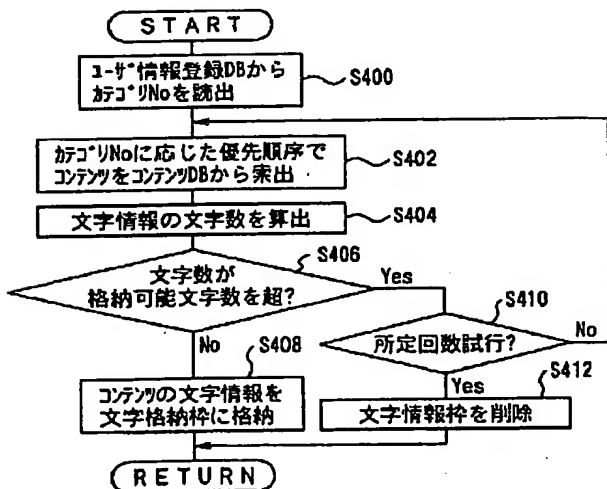 START
ユーザ情報登録DBから
カテゴリNoを読出
S400
カテゴリNoに応じた優先順序で
コンテンツをコンテンツDBから索出
S402
文字情報の文字数を算出
S404
文字数が
格納可能文字数を超?
S406
Yes
No
所定回数試行?
S410
No
Yes
コンテンツの文字情報を
文字格納枠に格納
S408
文字情報枠を削除
S412
RETURN